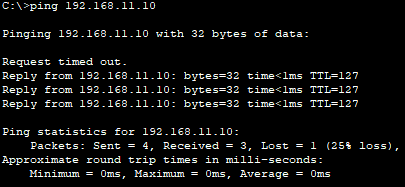 C:\>ping 192.168.11.10
Pinging 192.168.11.10 with 32 bytes of data:
Request timed out.
Reply from 192.168.11.10: bytes=32 time<1ms TTL=127
Reply from 192.168.11.10: bytes=32 time<1ms TTL=127
Reply from 192.168.11.10: bytes=32 time<1ms TTL=127
Ping statistics for 192.168.11.10:
    Packets: Sent = 4, Received = 3, Lost = 1 (25% loss),
Approximate round trip times in milli-seconds:
    Minimum = 0ms, Maximum = 0ms, Average = 0ms